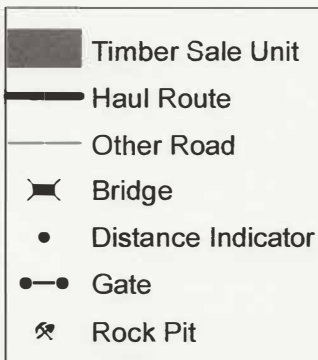 Timber Sale Unit
Haul Route
Other Road
Bridge
Distance Indicator
Gate
Rock Pit